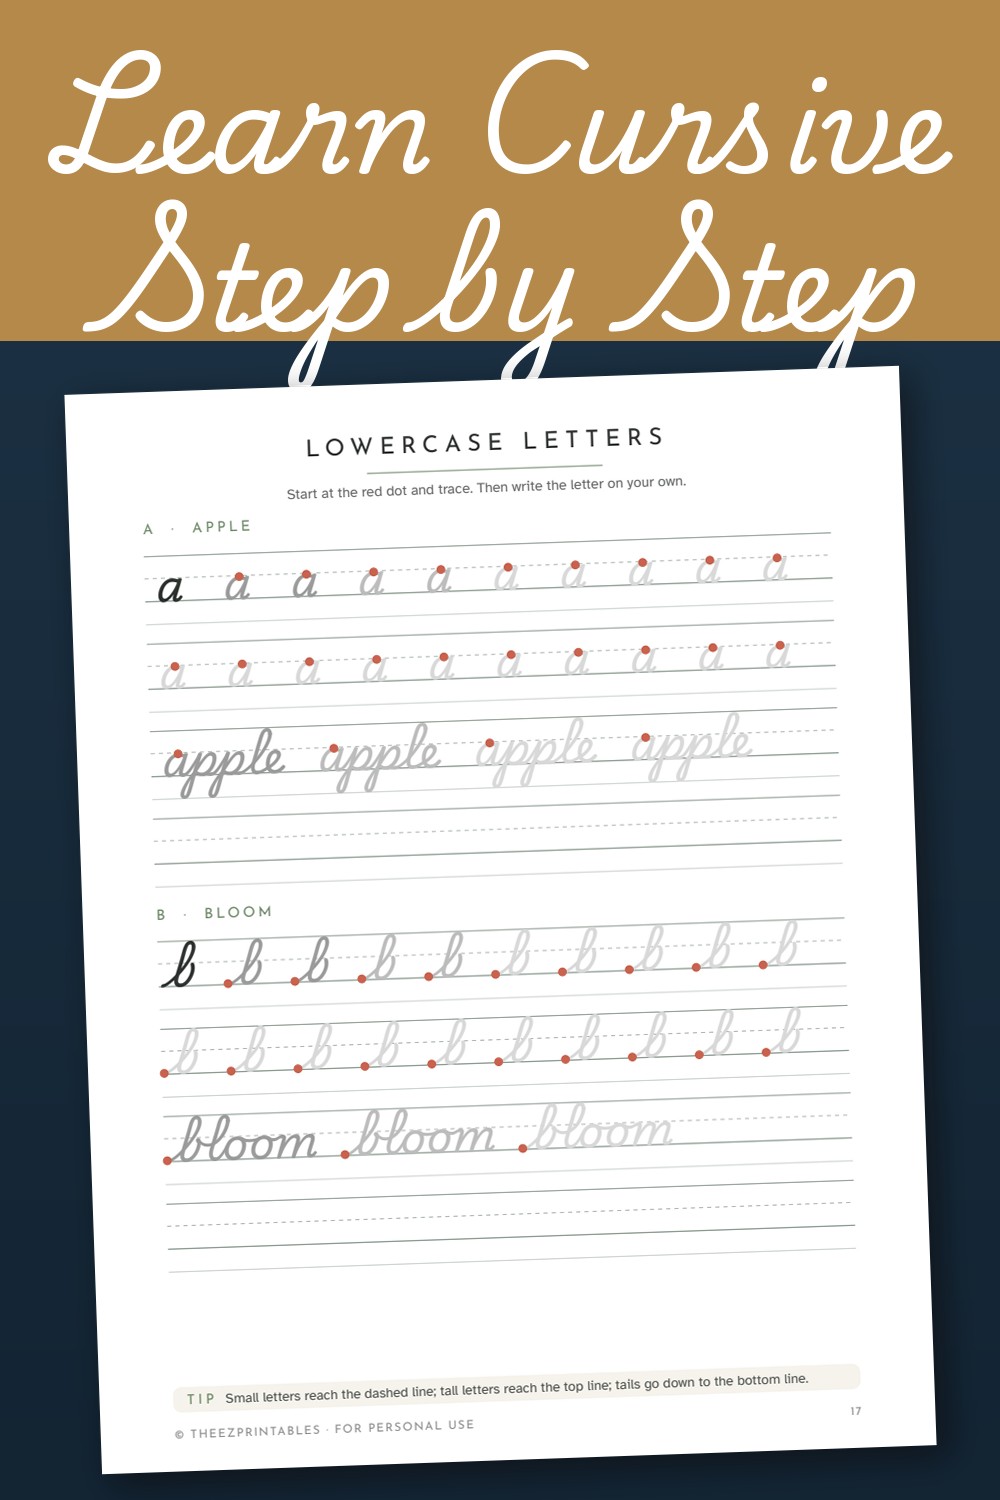 Learn Cursive
Step by Step
LOWERCASE LETTERS
Start at the red dot and trace. Then write the letter on your own.
A · APPLE
a a a a a a a a a a
a a a a a a a a a a
apple apple apple apple
B · BLOOM
b b b b b b b b b b
b b b b b b b b b b
bloom bloom bloom
TIP Small letters reach the dashed line; tall letters reach the top line; tails go down to the bottom line.
17
© THEEZPRINTABLES · FOR PERSONAL USE